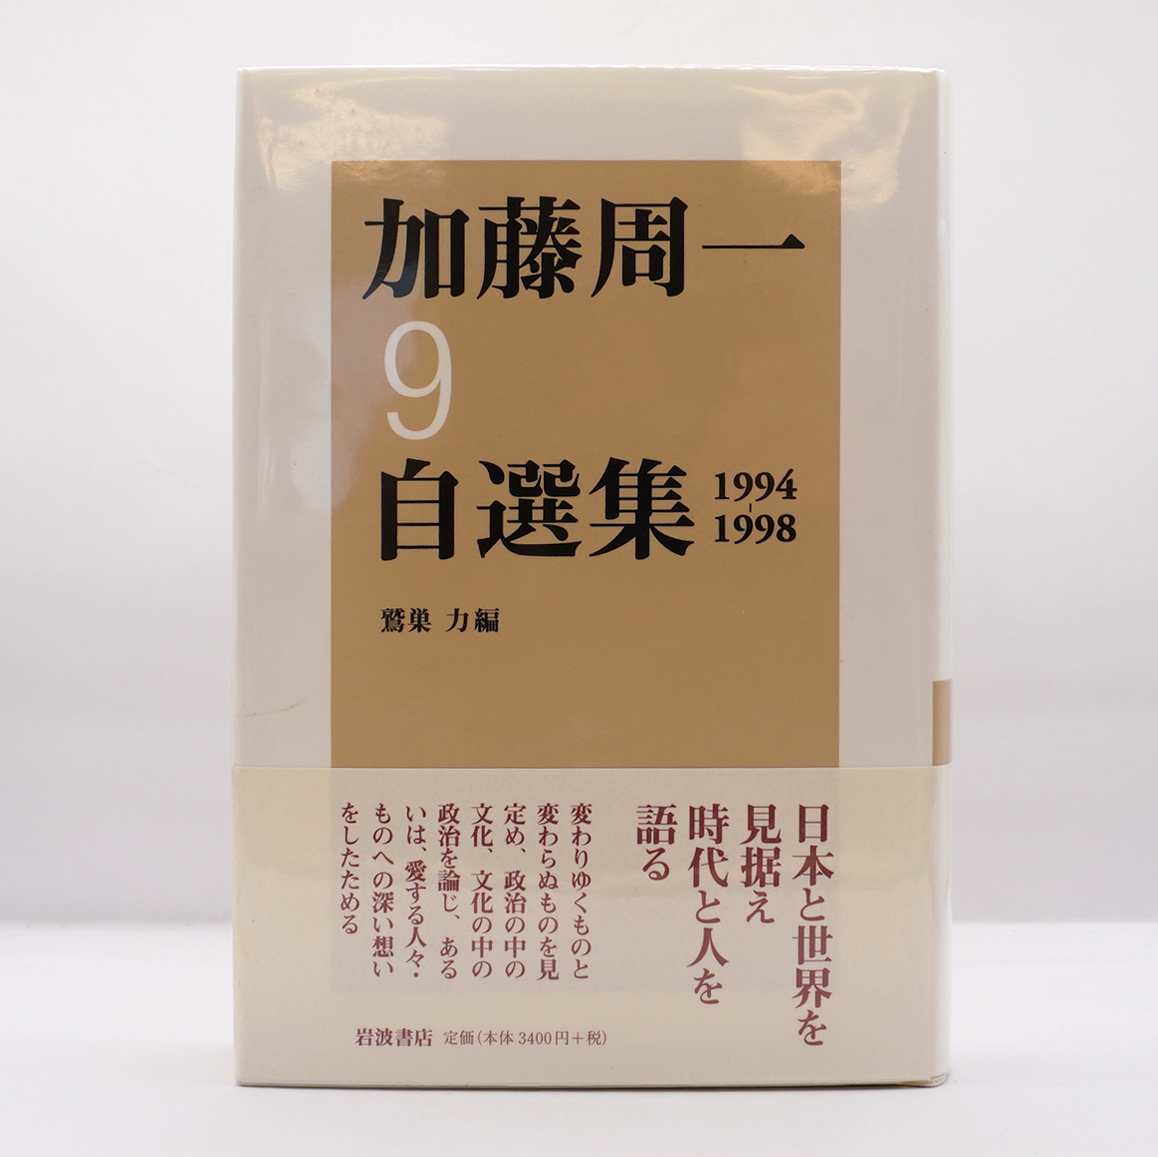 加藤周一
9
自選集
1994
-
1998
鷲巣 力編
日本と世界を
見据え
時代と人を
語る
変わりゆくものと
変わらぬものを見
定め、政治の中の
文化、文化の中の
政治を論じ、ある
いは、愛する人々・
ものへの深い想い
をしたためる
岩波書店 定価(本体 3400円+税)